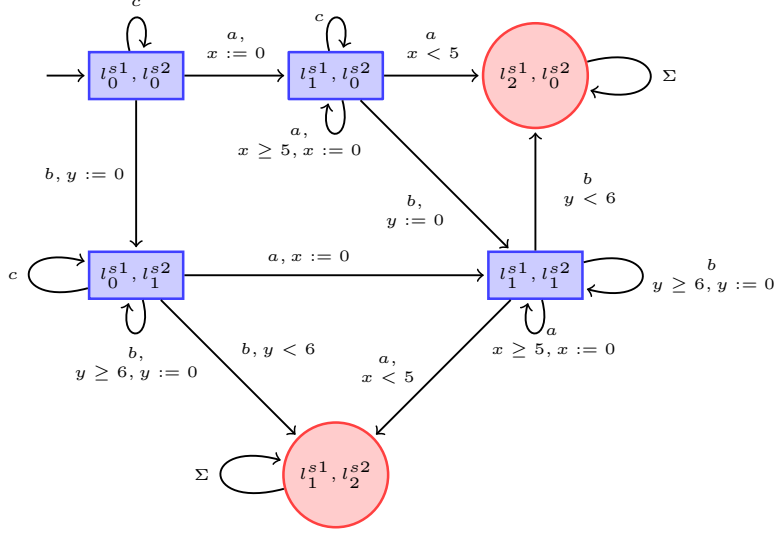 c
a,
x := 0
c
a
x < 5
l_0^{s1}, l_0^{s2}
l_1^{s1}, l_0^{s2}
l_2^{s1}, l_0^{s2}
Σ
a,
x ≥ 5, x := 0
b, y := 0
b,
y := 0
b
y < 6
c
l_0^{s1}, l_1^{s2}
a, x := 0
l_1^{s1}, l_1^{s2}
b
y ≥ 6, y := 0
b,
y ≥ 6, y := 0
b, y < 6
a,
x < 5
a
x ≥ 5, x := 0
Σ
l_1^{s1}, l_2^{s2}